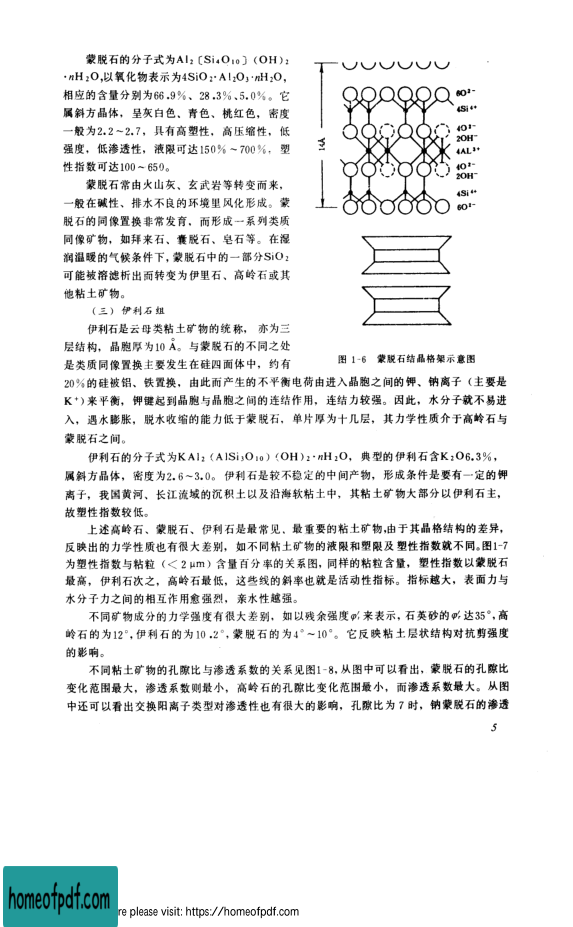 蒙脱石的分子式为Al₂〔Si₄O₁₀〕(OH)₂
·nH₂O,以氧化物表示为4SiO₂·Al₂O₃·nH₂O,
相应的含量分别为66.9%、28.3%、5.0%。它
属斜方晶体,呈灰白色、青色、桃红色,密度
一般为2.2~2.7,具有高塑性、高压缩性,低
强度,低渗透性,液限可达150%~700%,塑
性指数可达100~650。
蒙脱石常由火山灰、玄武岩等转变而来,
一般在碱性、排水不良的环境里风化形成。蒙
脱石的同像置换非常发育,而形成一系列类质
同像矿物,如拜来石、囊脱石、皂石等。在湿
润温暖的气候条件下,蒙脱石中的一部分SiO₂
可能被溶滤析出而转变为伊里石、高岭石或其
他粘土矿物。
6O²⁻
4Si⁴⁺
4O²⁻
2OH⁻
4AL³⁺
4O²⁻
2OH⁻
4Si⁴⁺
6O²⁻
图 1-6 蒙脱石结晶格架示意图
(三)伊利石组
伊利石是云母类粘土矿物的统称,亦为三
层结构,晶胞厚为10 Å。与蒙脱石的不同之处
是类质同像置换主要发生在硅四面体中,约有
20%的硅被铝、铁置换,由此而产生的不平衡电荷由进入晶胞之间的钾、钠离子(主要是
K⁺)来平衡,钾键起到晶胞与晶胞之间的连结作用,连结力较强。因此,水分子就不易进
入,遇水膨胀,脱水收缩的能力低于蒙脱石,单片厚为十几层,其力学性质介于高岭石与
蒙脱石之间。
伊利石的分子式为KAl₂(AlSi₃O₁₀)(OH)₂·nH₂O,典型的伊利石含K₂O6.3%,
属斜方晶体,密度为2.6~3.0。伊利石是较不稳定的中间产物,形成条件是要有一定的钾
离子,我国黄河、长江流域的沉积土以及沿海软粘土中,其粘土矿物大部分以伊利石主,
故塑性指数较低。
上述高岭石、蒙脱石、伊利石是最常见、最重要的粘土矿物,由于其晶格结构的差异,
反映出的力学性质也有很大差别,如不同粘土矿物的液限和塑限及塑性指数就不同。图1-7
为塑性指数与粘粒(<2μm)含量百分率的关系图,同样的粘粒含量,塑性指数以蒙脱石
最高,伊利石次之,高岭石最低,这些线的斜率也就是活动性指标。指标越大,表面力与
水分子力之间的相互作用愈强烈,亲水性越强。
不同矿物成分的力学强度有很大差别,如以残余强度φ′ᵣ来表示,石英砂的φ′ᵣ达35°,高
岭石的为12°,伊利石的为10.2°,蒙脱石的为4°~10°。它反映粘土层状结构对抗剪强度
的影响。
不同粘土矿物的孔隙比与渗透系数的关系见图1-8,从图中可以看出,蒙脱石的孔隙比
变化范围最大,渗透系数则最小,高岭石的孔隙比变化范围最小,而渗透系数最大。从图
中还可以看出交换阳离子类型对渗透性也有很大的影响,孔隙比为7时,钠蒙脱石的渗透
5
homeofpdf.com
re please visit: https://homeofpdf.com